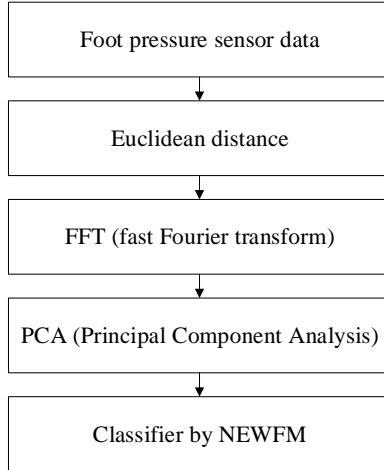 Foot pressure sensor data
Euclidean distance
FFT (fast Fourier transform)
PCA (Principal Component Analysis)
Classifier by NEWFM